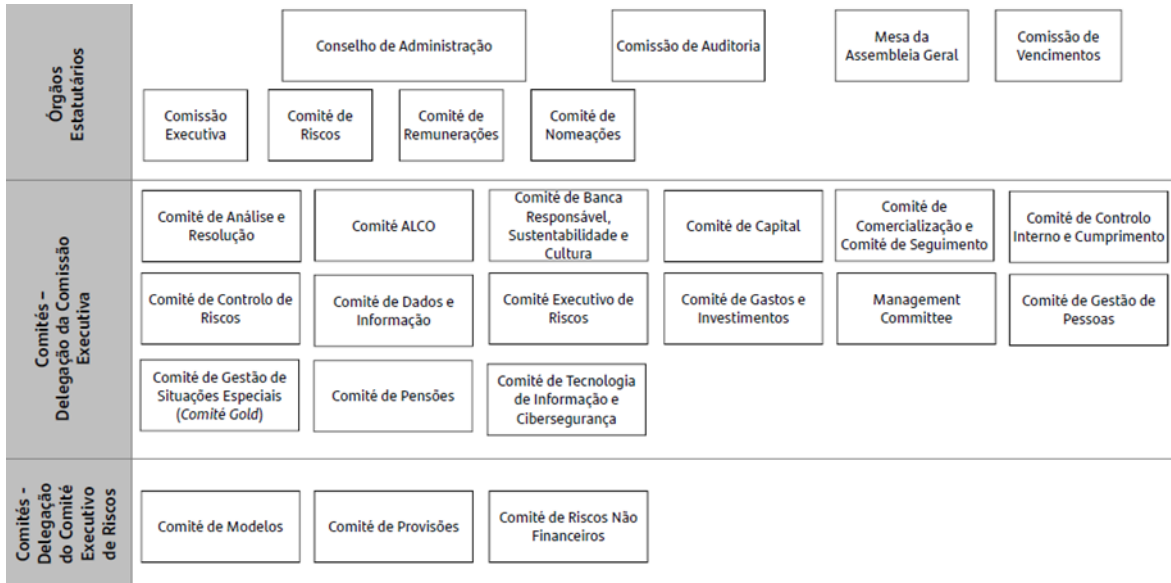 Órgãos
Estatutários
Conselho de Administração
Comissão de Auditoria
Mesa da
Assembleia Geral
Comissão de
Vencimentos
Comissão
Executiva
Comité de
Riscos
Comité de
Remunerações
Comité de
Nomeações
Comités –
Delegação da Comissão
Executiva
Comité de Análise e
Resolução
Comité ALCO
Comité de Banca
Responsável,
Sustentabilidade e
Cultura
Comité de Capital
Comité de
Comercialização e
Comité de Seguimento
Comité de Controlo
Interno e Cumprimento
Comité de Controlo de
Riscos
Comité de Dados e
Informação
Comité Executivo de
Riscos
Comité de Gastos e
Investimentos
Management
Committee
Comité de Gestão de
Pessoas
Comité de Gestão de
Situações Especiais
(Comité Gold)
Comité de Pensões
Comité de Tecnologia
de Informação e
Cibersegurança
Comités -
Delegação
do Comité
Executivo
de Riscos
Comité de Modelos
Comité de Provisões
Comité de Riscos Não
Financeiros